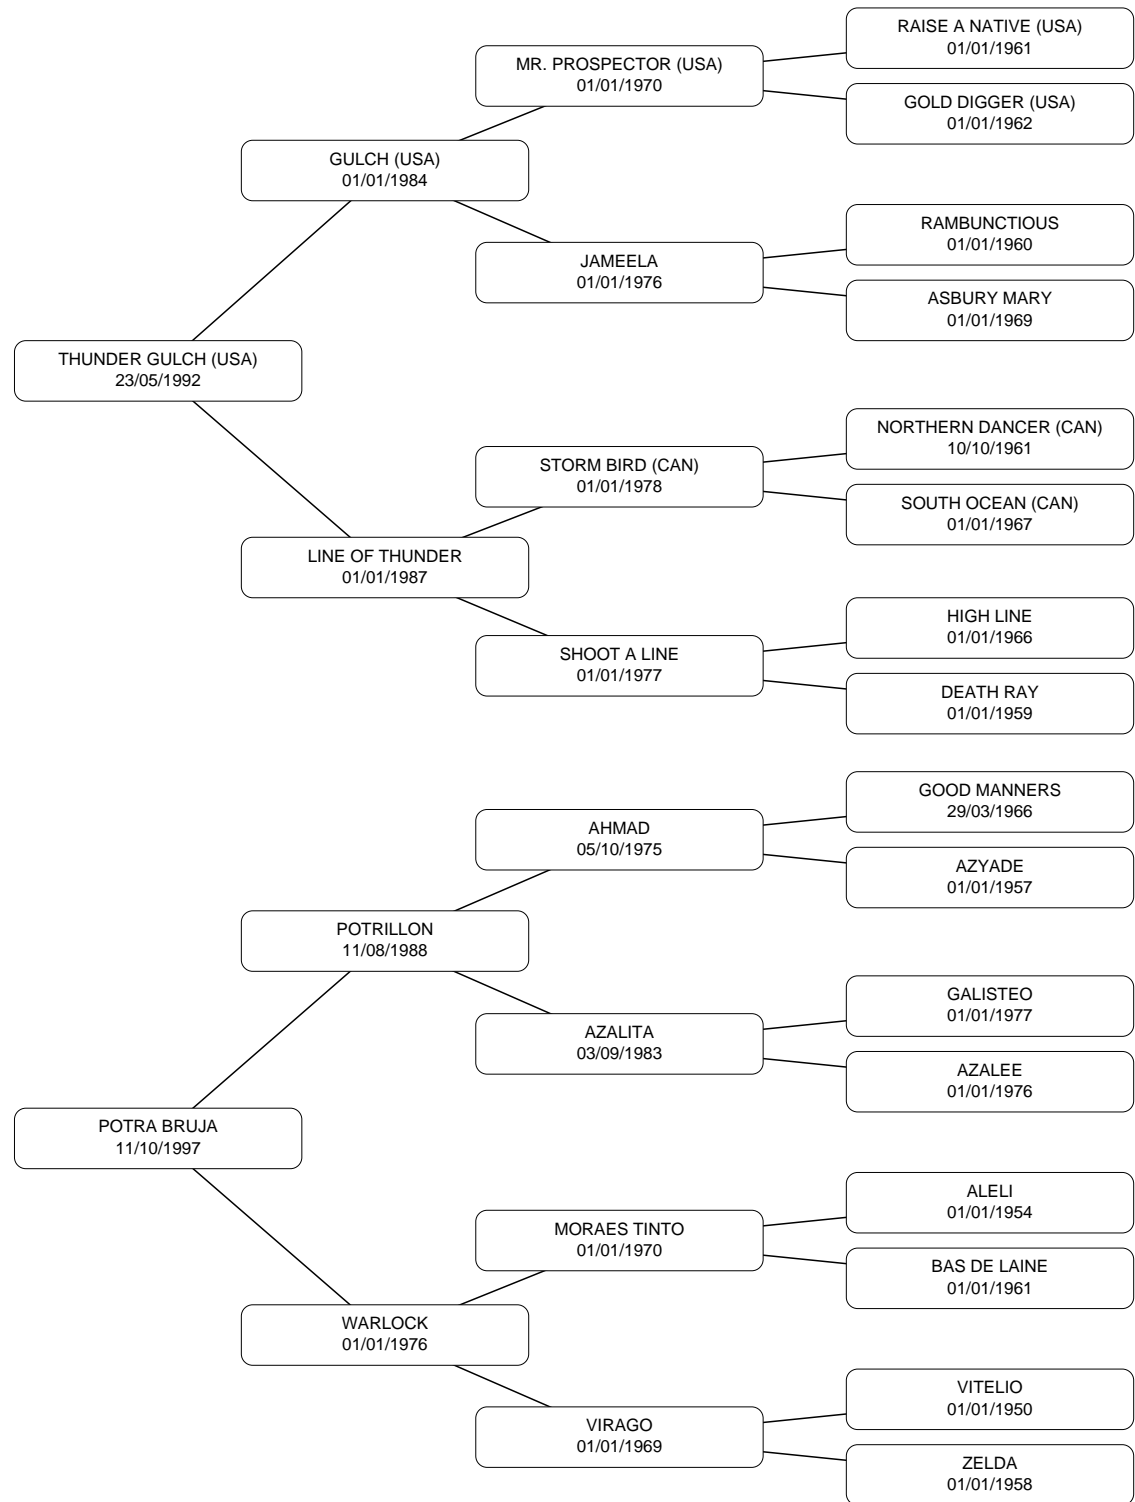 RAISE A NATIVE (USA)
01/01/1961
MR. PROSPECTOR (USA)
01/01/1970
GOLD DIGGER (USA)
01/01/1962
GULCH (USA)
01/01/1984
RAMBUNCTIOUS
01/01/1960
JAMEELA
01/01/1976
ASBURY MARY
01/01/1969
THUNDER GULCH (USA)
23/05/1992
NORTHERN DANCER (CAN)
10/10/1961
STORM BIRD (CAN)
01/01/1978
SOUTH OCEAN (CAN)
01/01/1967
LINE OF THUNDER
01/01/1987
HIGH LINE
01/01/1966
SHOOT A LINE
01/01/1977
DEATH RAY
01/01/1959
GOOD MANNERS
29/03/1966
AHMAD
05/10/1975
AZYADE
01/01/1957
POTRILLON
11/08/1988
GALISTEO
01/01/1977
AZALITA
03/09/1983
AZALEE
01/01/1976
POTRA BRUJA
11/10/1997
ALELI
01/01/1954
MORAES TINTO
01/01/1970
BAS DE LAINE
01/01/1961
WARLOCK
01/01/1976
VITELIO
01/01/1950
VIRAGO
01/01/1969
ZELDA
01/01/1958